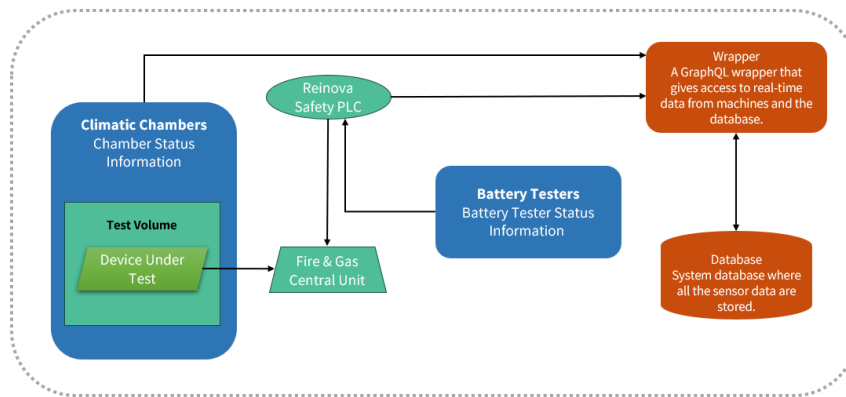 Wrapper
A GraphQL wrapper that
gives access to real-time
data from machines and the
database.
Reinova
Safety PLC
Climatic Chambers
Chamber Status
Information
Battery Testers
Battery Tester Status
Information
Test Volume
Device Under
Test
Fire & Gas
Central Unit
Database
System database where
all the sensor data are
stored.